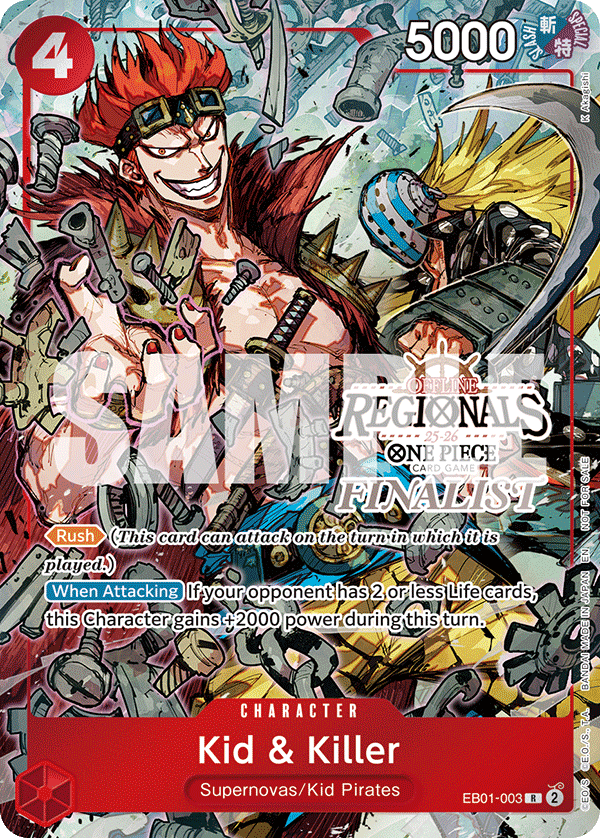 4
5000
斬
SLASH
特
SPECIAL
K Akagishi
SAMPLE
OFFLINE
REGIONALS
25-26
ONE PIECE
CARD GAME
FINALIST
Rush (This card can attack on the turn in which it is
played.)
When Attacking If your opponent has 2 or less Life cards,
this Character gains +2000 power during this turn.
CHARACTER
Kid & Killer
Supernovas/Kid Pirates
EB01-003 R 2
©E.O./S. ©E.O./S., T.A. BANDAI MADE IN JAPAN EN NOT FOR SALE